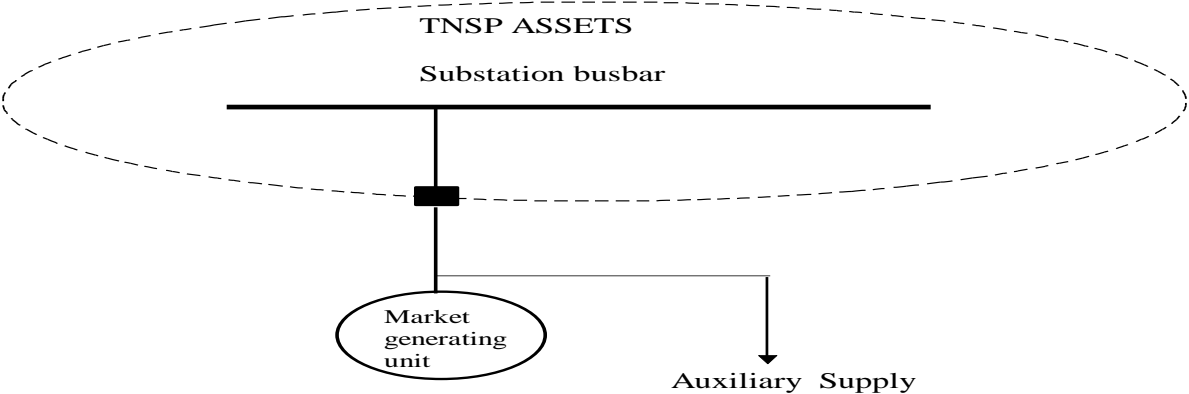 TNSP ASSETS
Substation busbar
Market
generating
unit
Auxiliary Supply